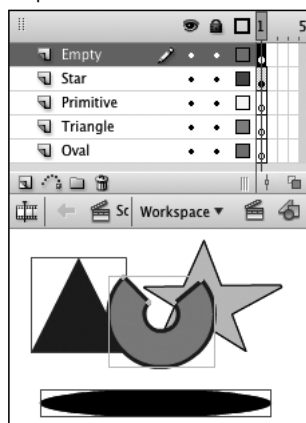 1 5
Empty
Star
Primitive
Triangle
Oval
Sc Workspace ▼